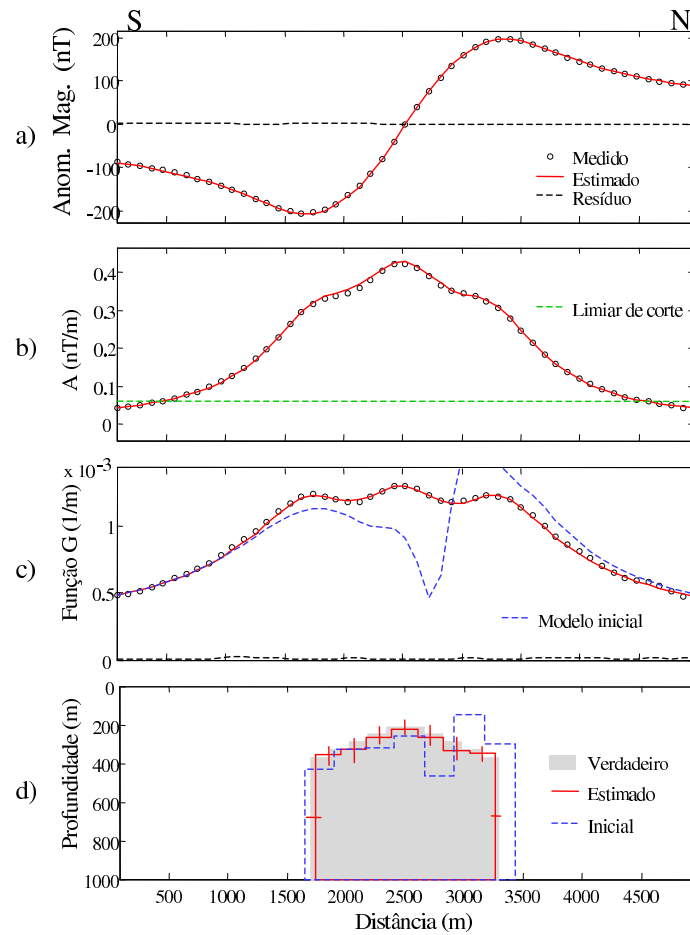 S N
a)
Anom. Mag. (nT)
200
100
0
-100
-200
Medido
Estimado
Resíduo
b)
A (nT/m)
0.4
0.3
0.2
0.1
0
Limiar de corte
c)
Função G (1/m)
x 10-3
1
0.5
0
Modelo inicial
d)
Profundidade (m)
0
200
400
600
800
1000
Verdadeiro
Estimado
Inicial
500 1000 1500 2000 2500 3000 3500 4000 4500
Distância (m)